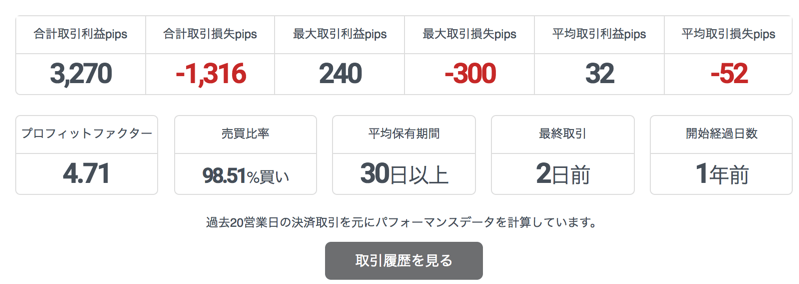 合計取引利益pips 合計取引損失pips 最大取引利益pips 最大取引損失pips 平均取引利益pips 平均取引損失pips
3,270 -1,316 240 -300 32 -52
プロフィットファクター 売買比率 平均保有期間 最終取引 開始経過日数
4.71 98.51%買い 30日以上 2日前 1年前
過去20営業日の決済取引を元にパフォーマンスデータを計算しています。
取引履歴を見る